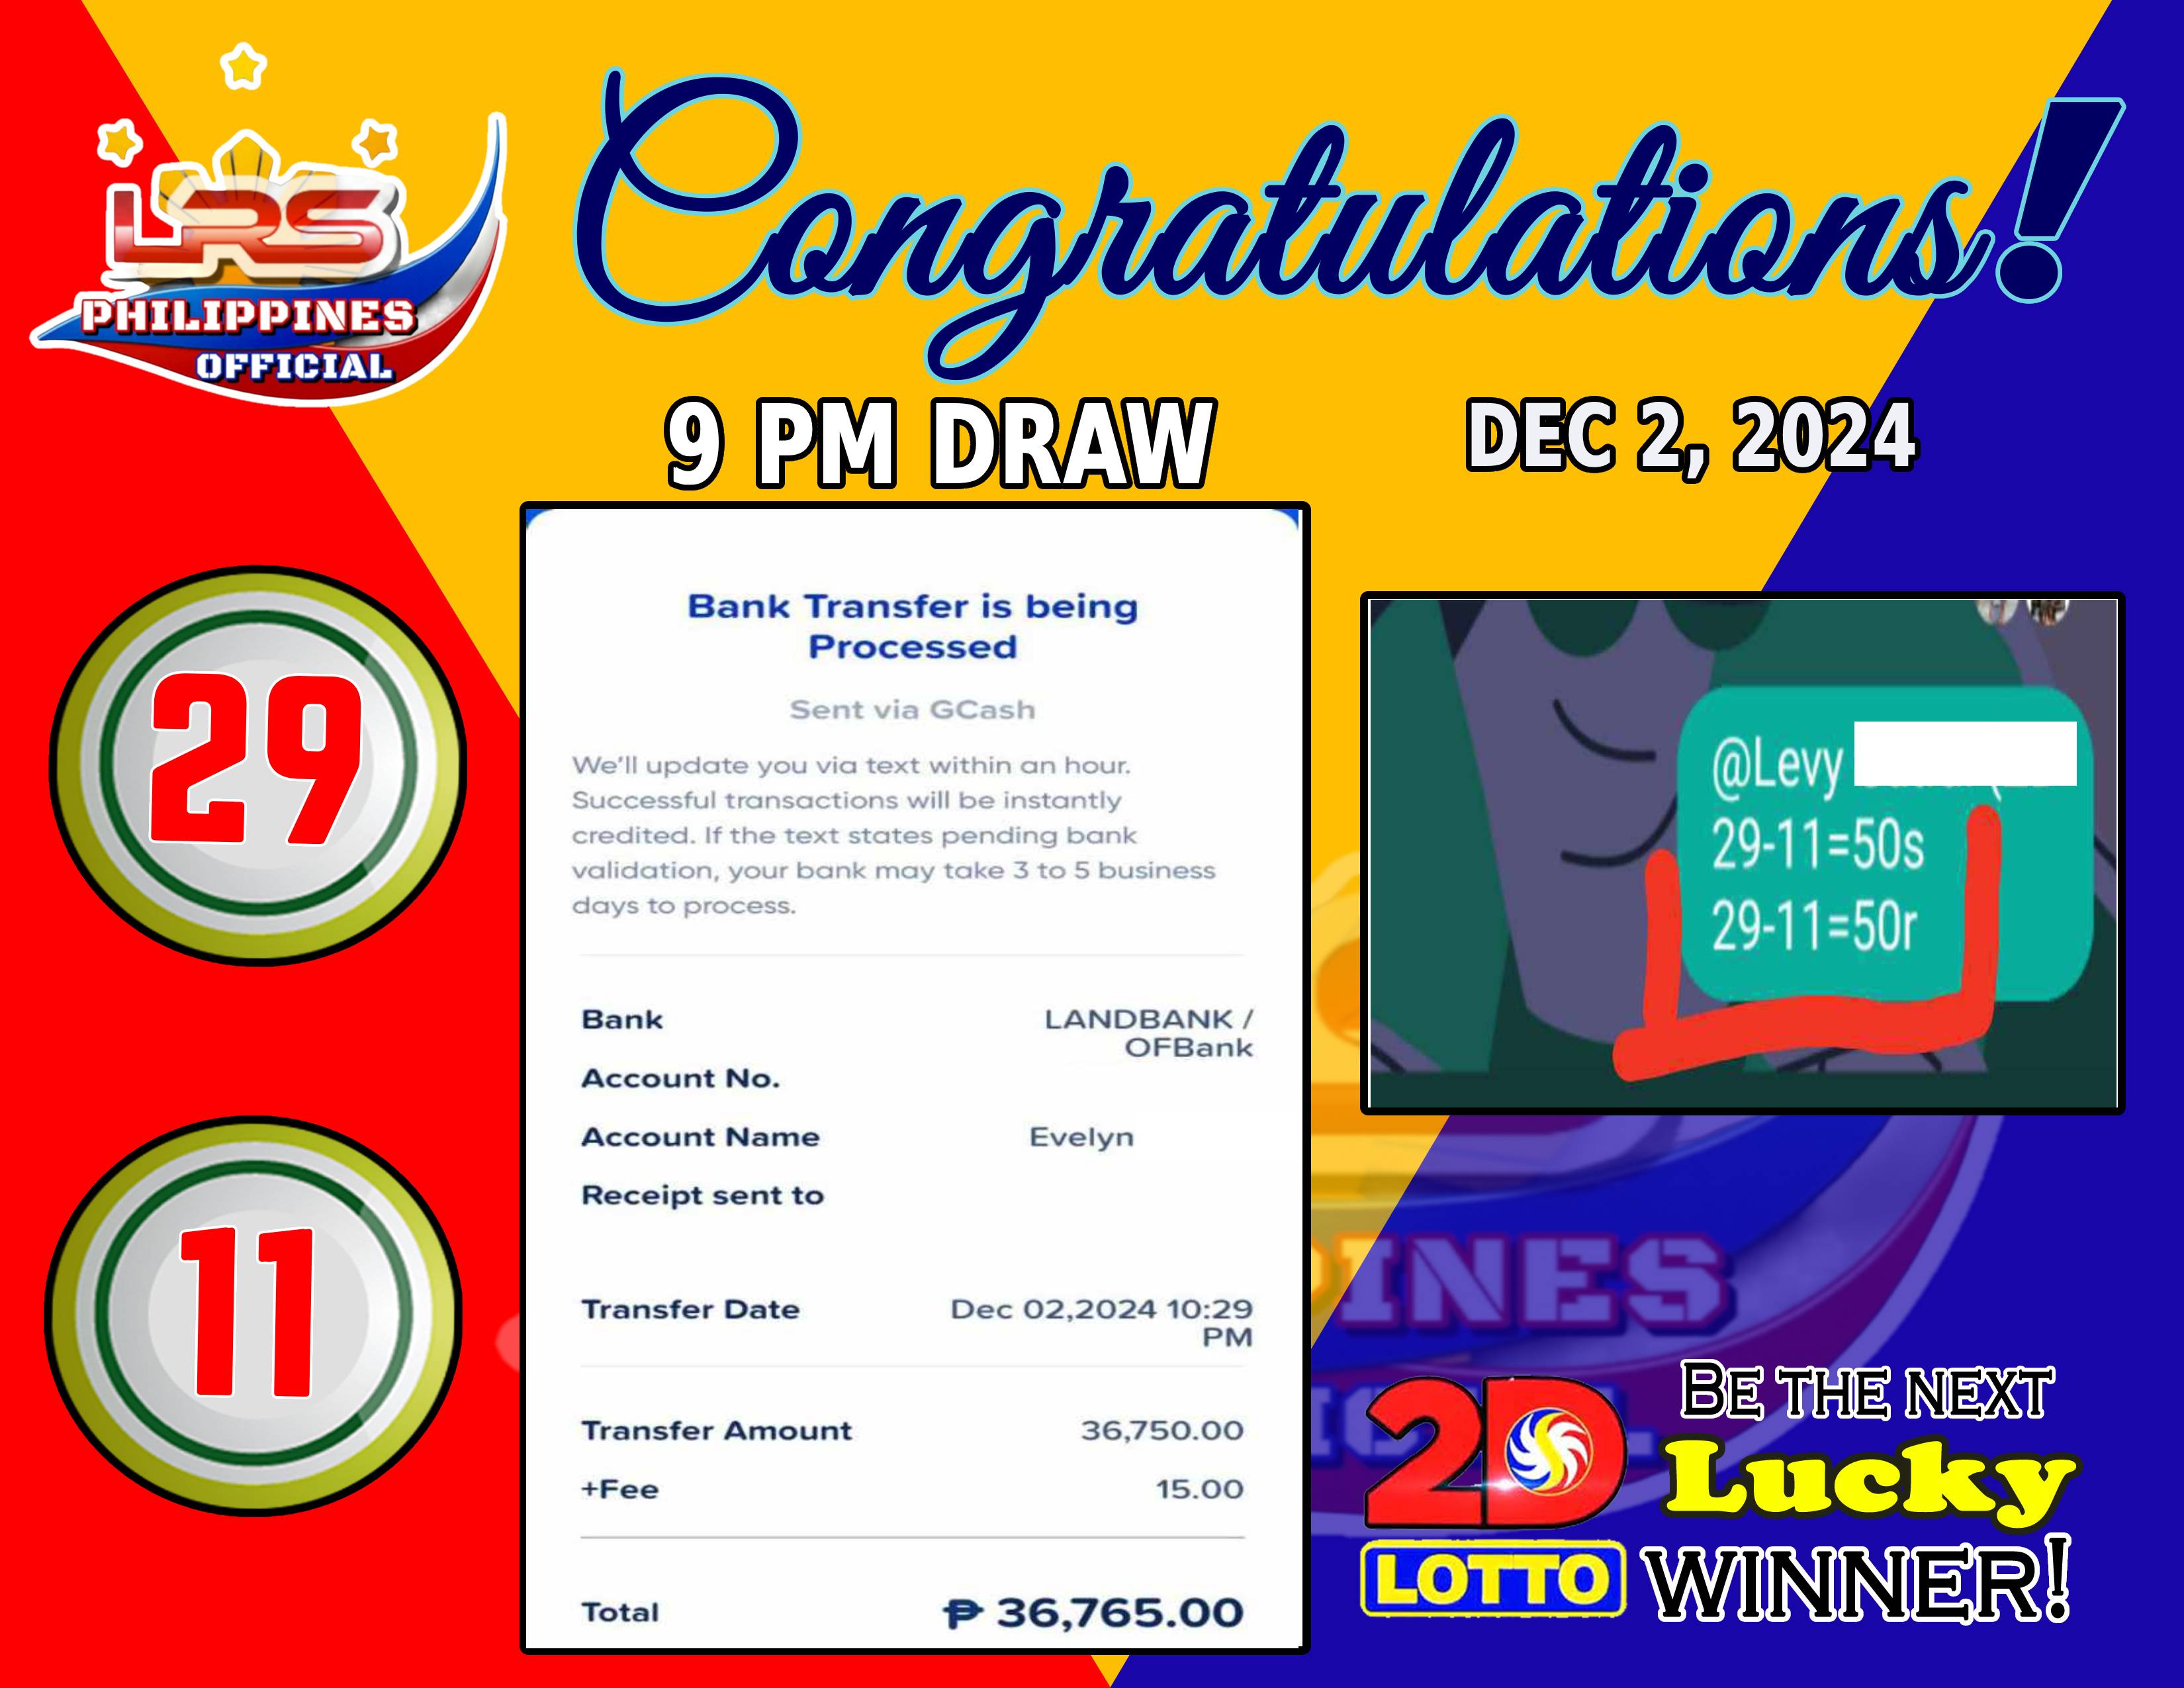 LRS
PHILIPPINES
OFFICIAL
Congratulations!
9 PM DRAW
DEC 2, 2024
29
11
Bank Transfer is being
Processed
Sent via GCash
We'll update you via text within an hour.
Successful transactions will be instantly
credited. If the text states pending bank
validation, your bank may take 3 to 5 business
days to process.
Bank LANDBANK /
OFBank
Account No.
Account Name Evelyn
Receipt sent to
Transfer Date Dec 02,2024 10:29
PM
Transfer Amount 36,750.00
+Fee 15.00
Total ₱ 36,765.00
@Levy
29-11=50s
29-11=50r
PINES
2D
LOTTO
BE THE NEXT
Lucky
WINNER!